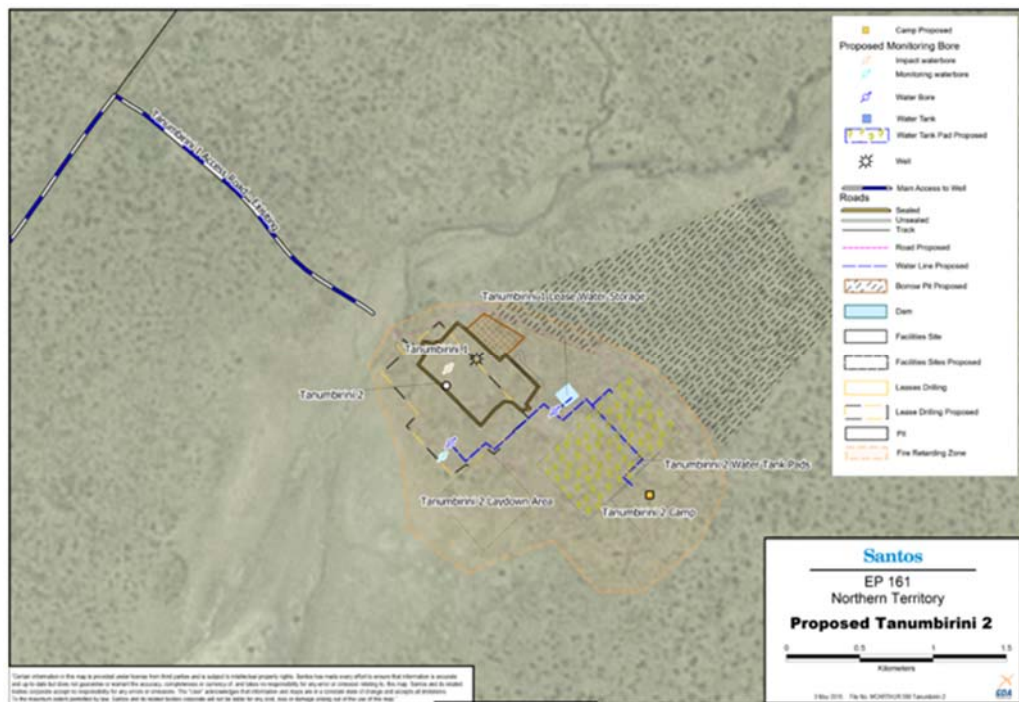 Camp Proposed
Proposed Monitoring Bore
Impact waterbore
Monitoring waterbore
Water Bore
Water Tank
Water Tank Pad Proposed
Well
Main Access to Well
Roads
Sealed
Unsealed
Track
Road Proposed
Water Line Proposed
Borrow Pit Proposed
Dam
Facilities Site
Facilities Sites Proposed
Leases Drilling
Lease Drilling Proposed
Pit
Fire Retarding Zone
Tanumbirini 1 Access Road - Existing
Tanumbirini 1 Lease Water Storage
Tanumbirini 1
Tanumbirini 2
Tanumbirini 2 Water Tank Pads
Tanumbirini 2 Laydown Area
Tanumbirini 2 Camp
Santos
EP 161
Northern Territory
Proposed Tanumbirini 2
0 0.5 1 1.5
Kilometers
GDA